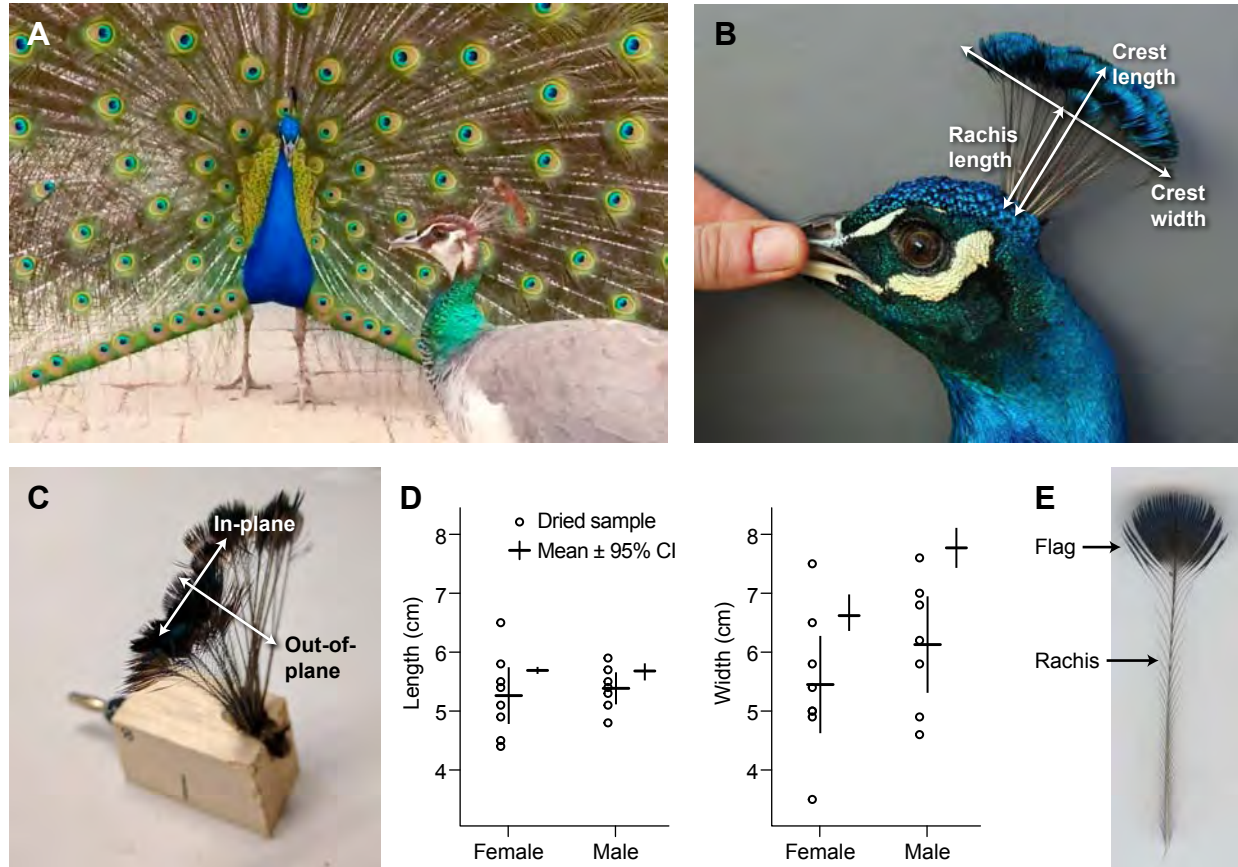 A
B
Crest
length
Rachis
length
Crest
width
C
In-plane
Out-of-
plane
D
Dried sample
Mean ± 95% CI
Length (cm)
8
7
6
5
4
Female
Male
Width (cm)
8
7
6
5
4
Female
Male
E
Flag
Rachis